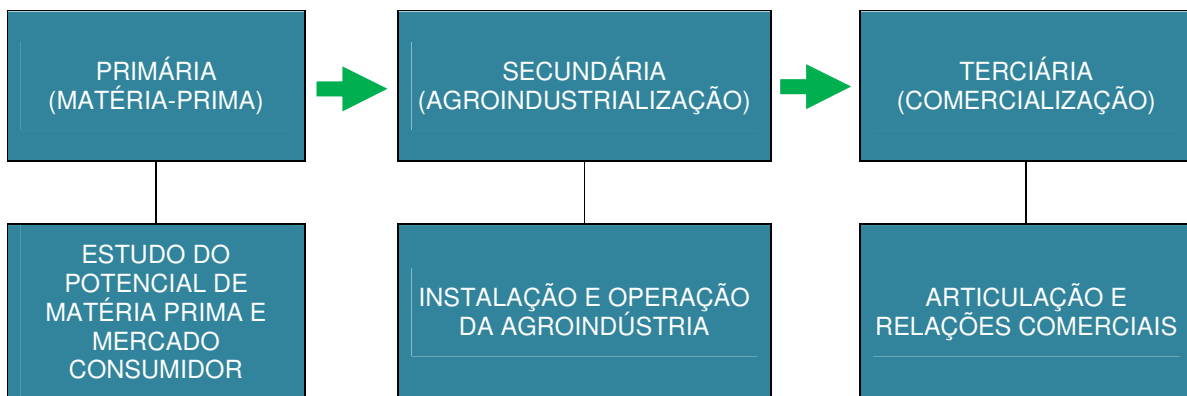 PRIMÁRIA
(MATÉRIA-PRIMA)
SECUNDÁRIA
(AGROINDUSTRIALIZAÇÃO)
TERCIÁRIA
(COMERCIALIZAÇÃO)
ESTUDO DO
POTENCIAL DE
MATÉRIA PRIMA E
MERCADO
CONSUMIDOR
INSTALAÇÃO E OPERAÇÃO
DA AGROINDÚSTRIA
ARTICULAÇÃO E
RELAÇÕES COMERCIAIS